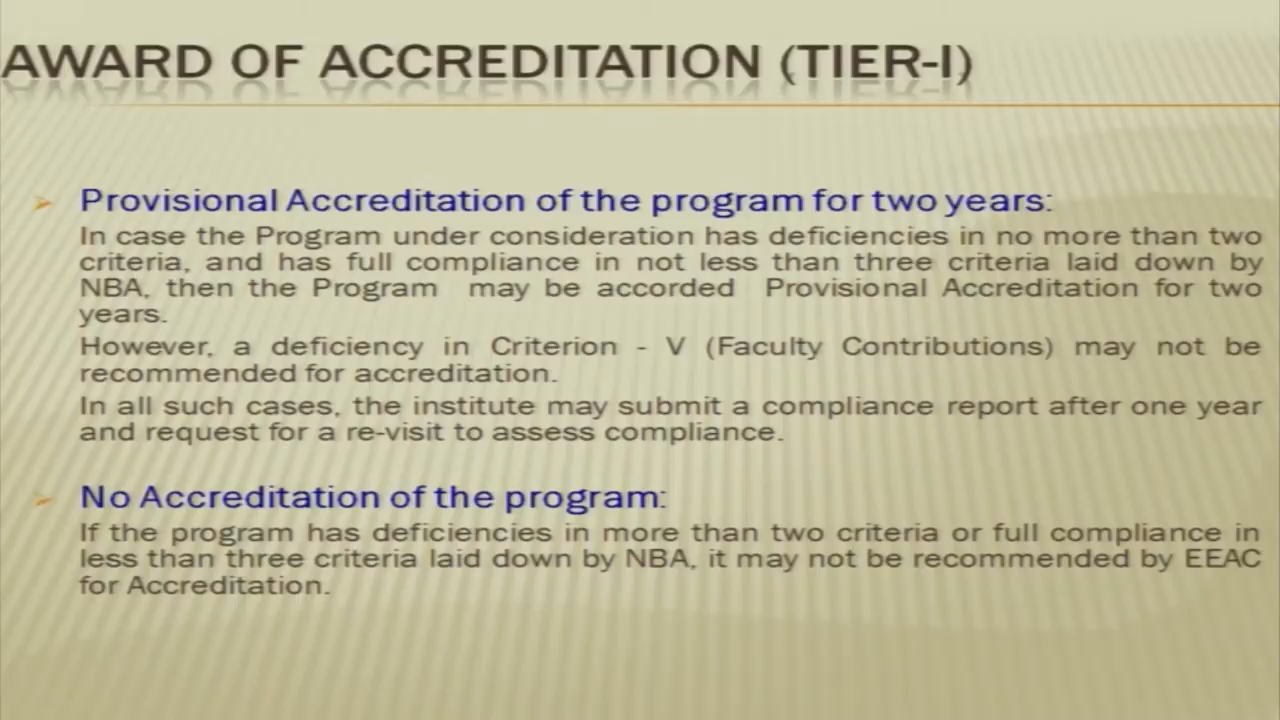 AWARD OF ACCREDITATION (TIER-I)
Provisional Accreditation of the program for two years:
In case the Program under consideration has deficiencies in no more than two
criteria, and has full compliance in not less than three criteria laid down by
NBA, then the Program may be accorded Provisional Accreditation for two
years.
However, a deficiency in Criterion - V (Faculty Contributions) may not be
recommended for accreditation.
In all such cases, the institute may submit a compliance report after one year
and request for a re-visit to assess compliance.
No Accreditation of the program:
If the program has deficiencies in more than two criteria or full compliance in
less than three criteria laid down by NBA, it may not be recommended by EEAC
for Accreditation.